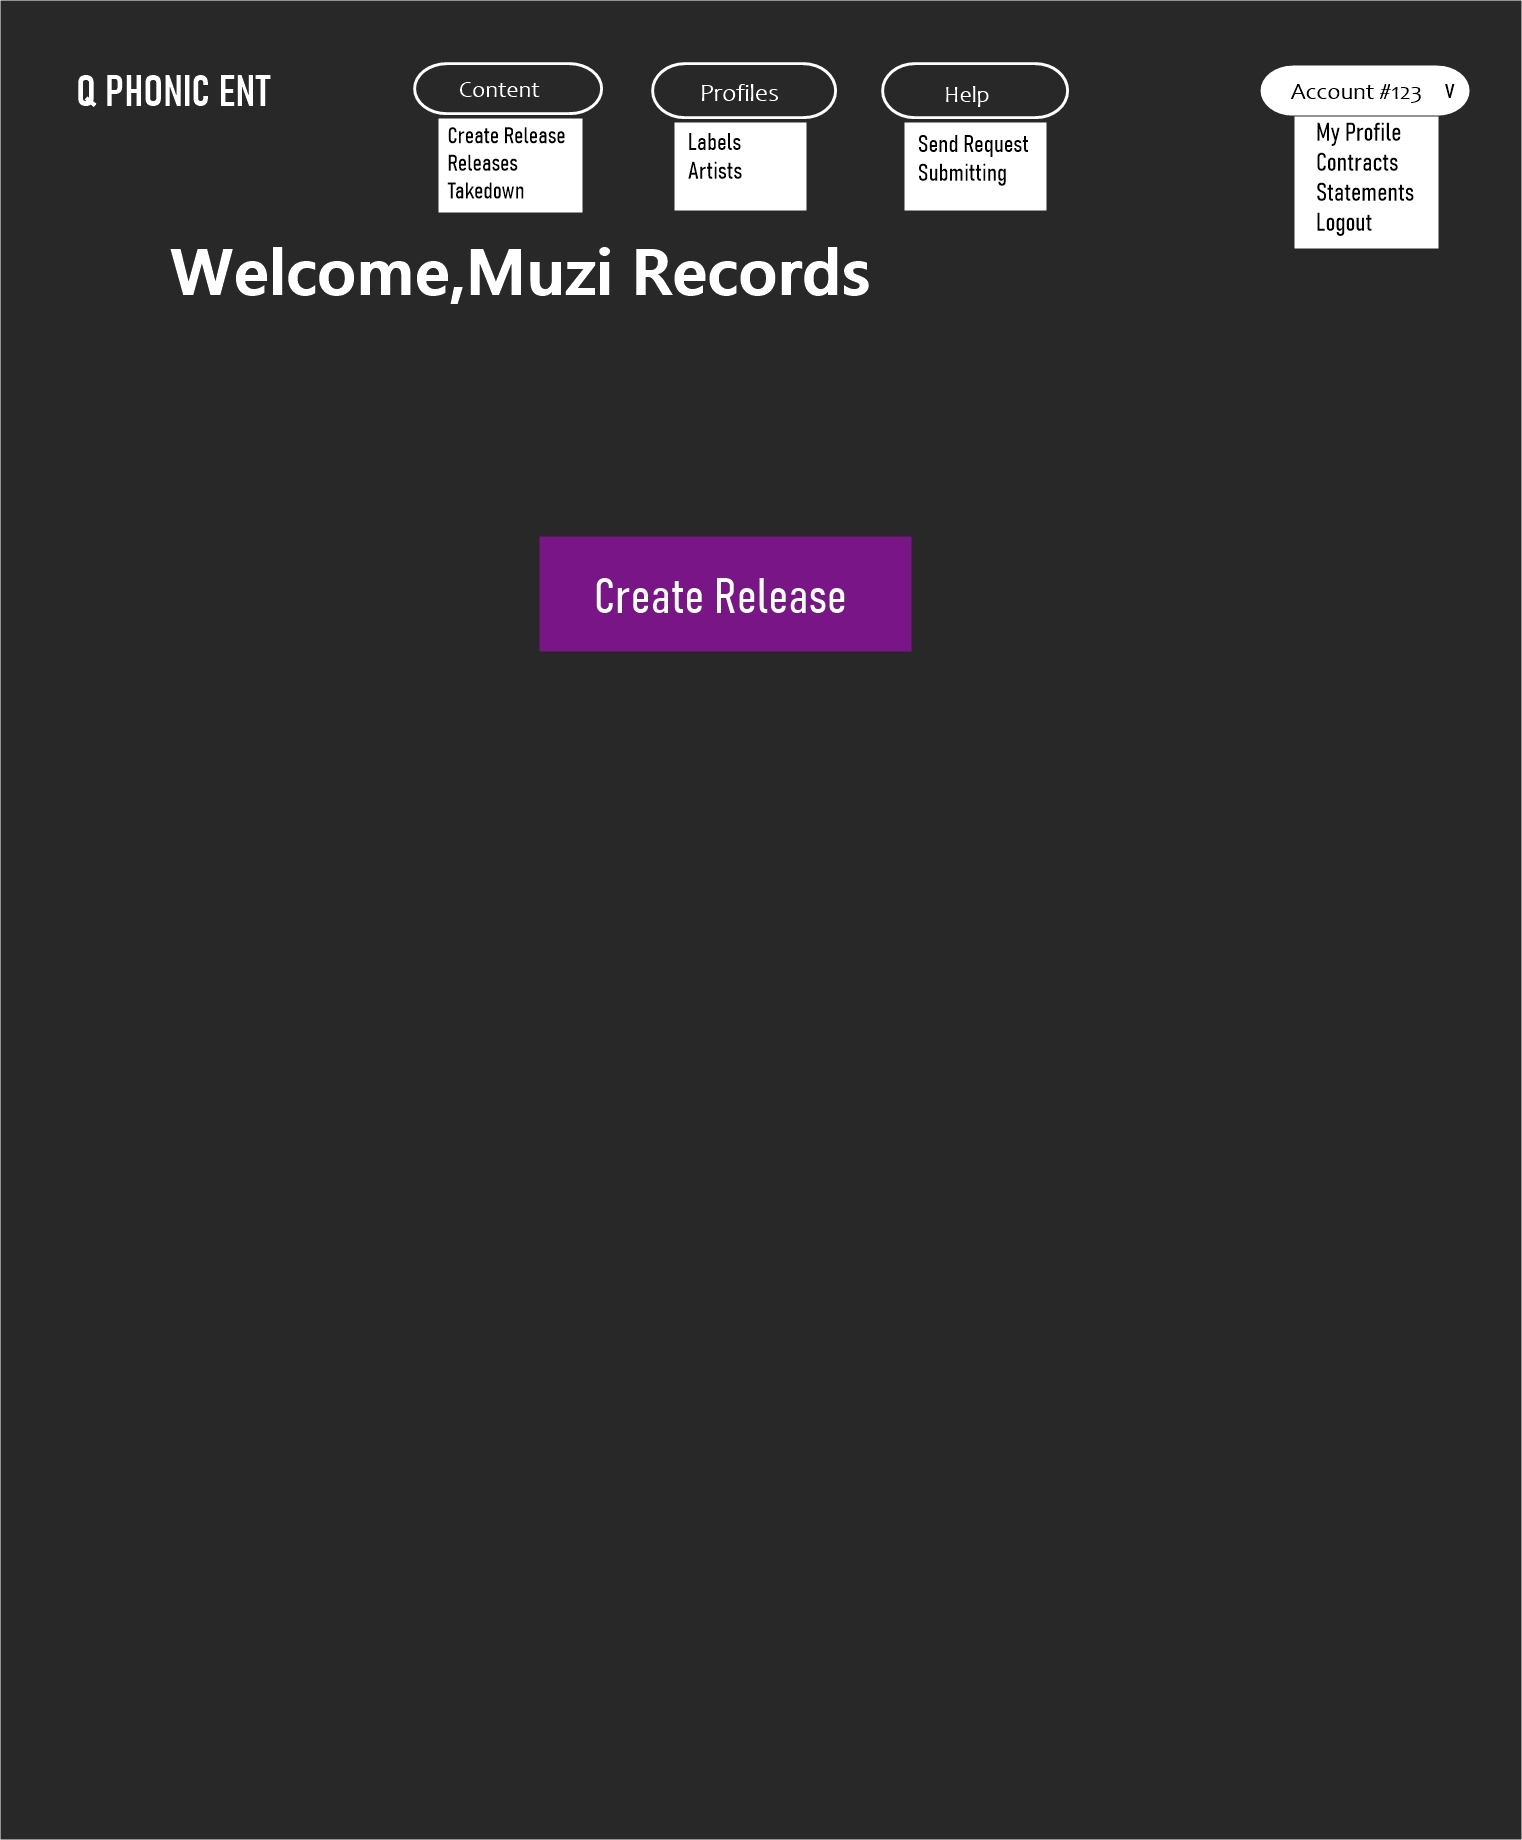 Q PHONIC ENT
Content
Profiles
Help
Account #123 V
Create Release
Releases
Takedown
Labels
Artists
Send Request
Submitting
My Profile
Contracts
Statements
Logout
Welcome,Muzi Records
Create Release